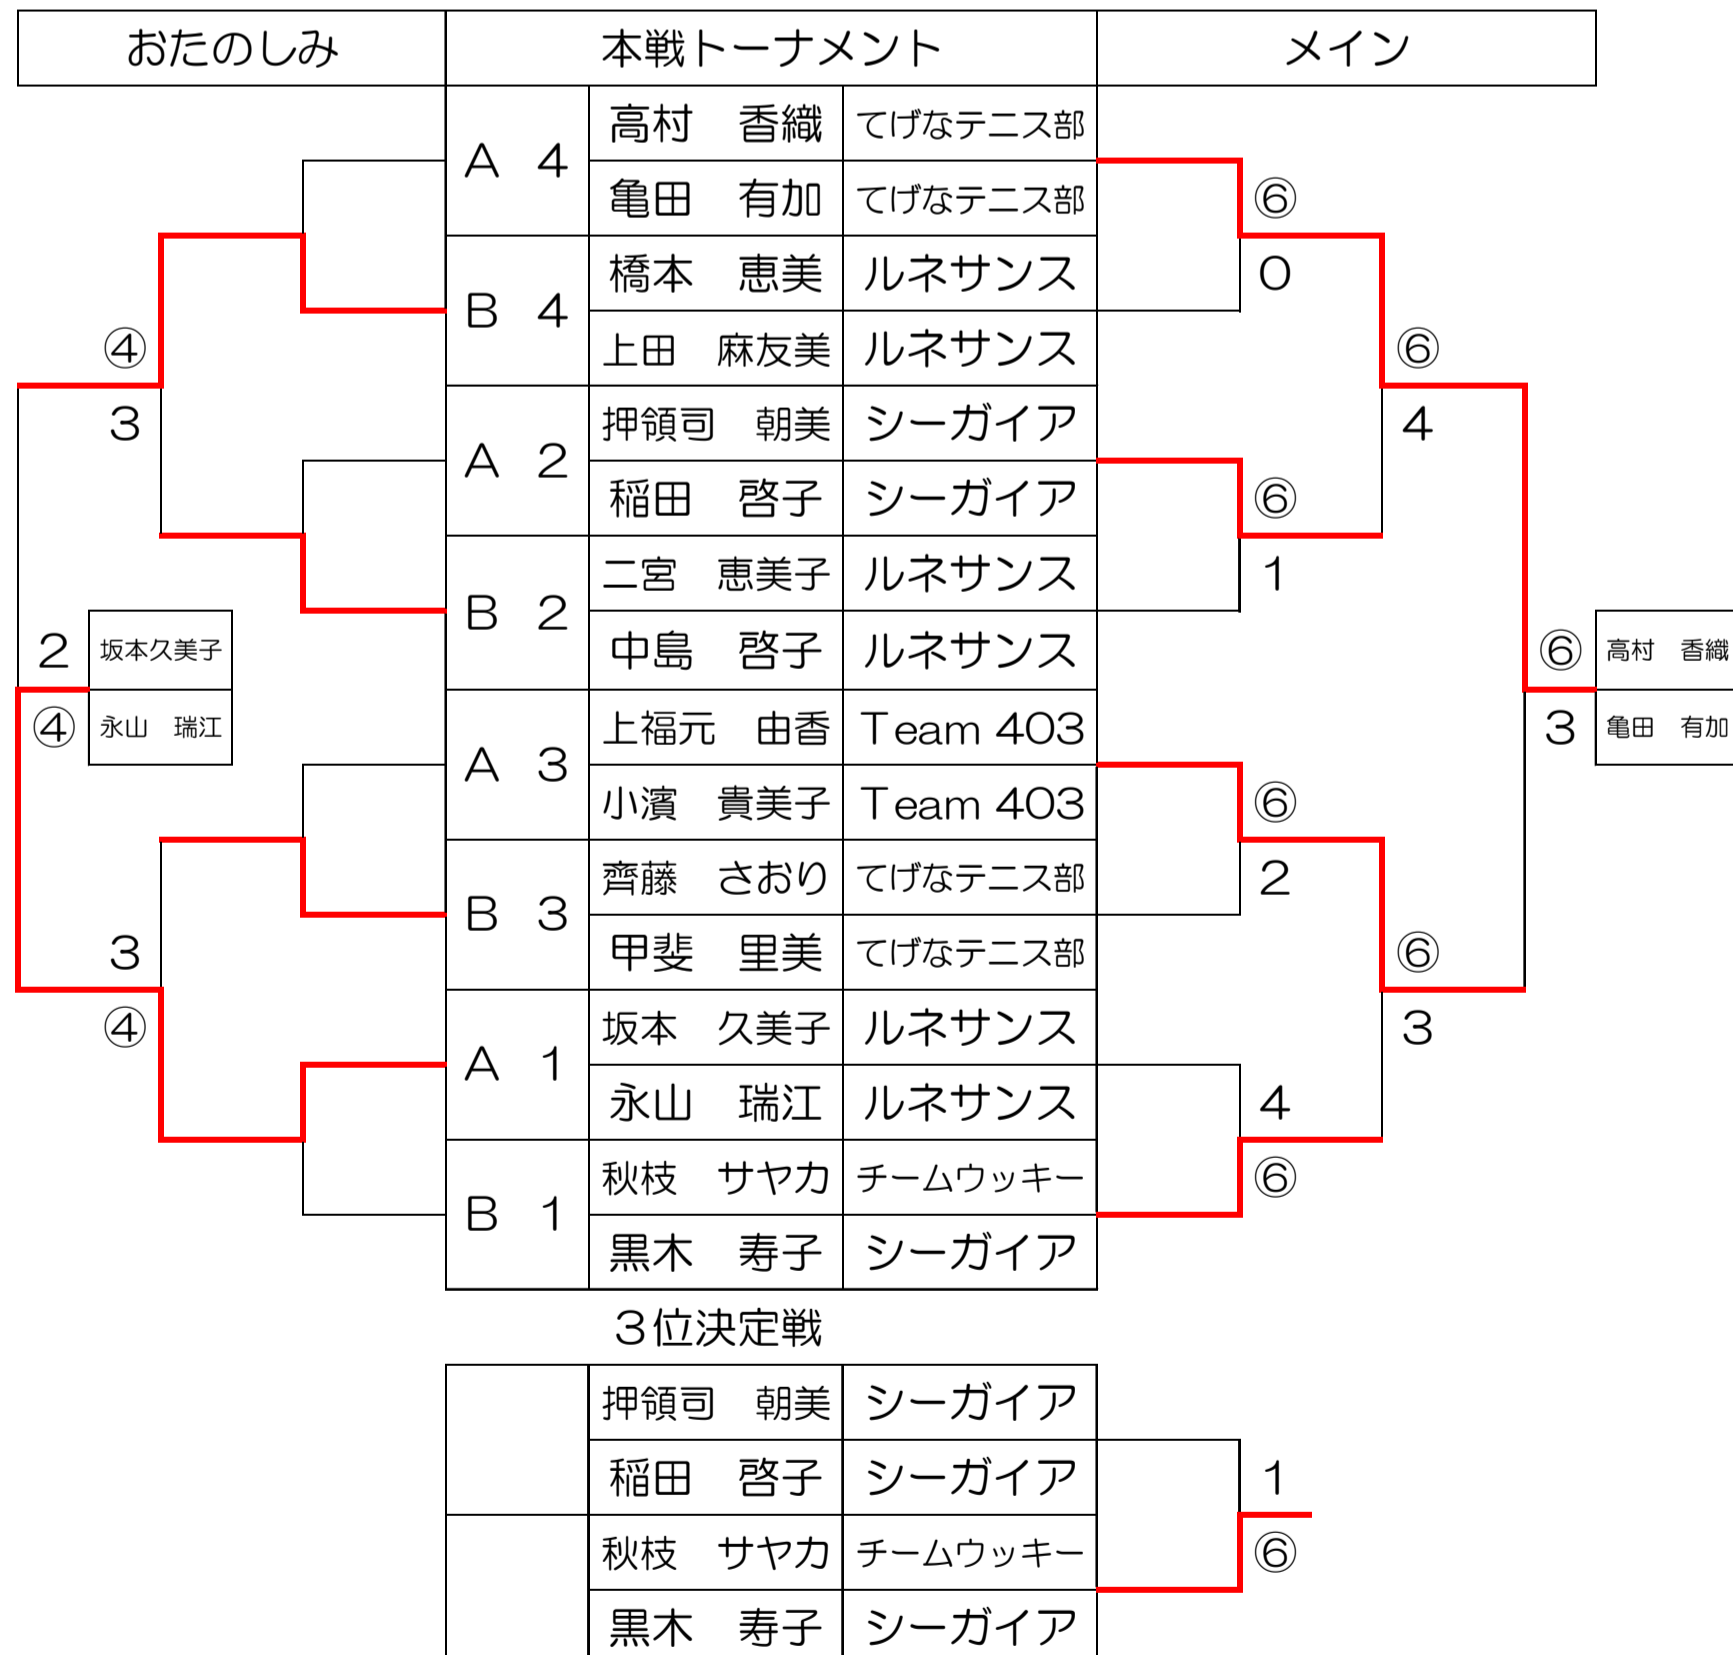 おたのしみ 本戦トーナメント メイン
A 4 高村 香織 てげなテニス部
亀田 有加 てげなテニス部 ⑥
B 4 橋本 恵美 ルネサンス 0
④ 上田 麻友美 ルネサンス ⑥
3 A 2 押領司 朝美 シーガイア 4
稲田 啓子 シーガイア ⑥
B 2 二宮 恵美子 ルネサンス 1
2 坂本久美子 中島 啓子 ルネサンス ⑥ 高村 香織
④ 永山 瑞江 A 3 上福元 由香 Team 403 3 亀田 有加
小濱 貴美子 Team 403 ⑥
B 3 齊藤 さおり てげなテニス部 2
3 甲斐 里美 てげなテニス部 ⑥
④ A 1 坂本 久美子 ルネサンス 3
永山 瑞江 ルネサンス 4
B 1 秋枝 サヤカ チームウッキー ⑥
黒木 寿子 シーガイア
3位決定戦
押領司 朝美 シーガイア
稲田 啓子 シーガイア 1
秋枝 サヤカ チームウッキー ⑥
黒木 寿子 シーガイア